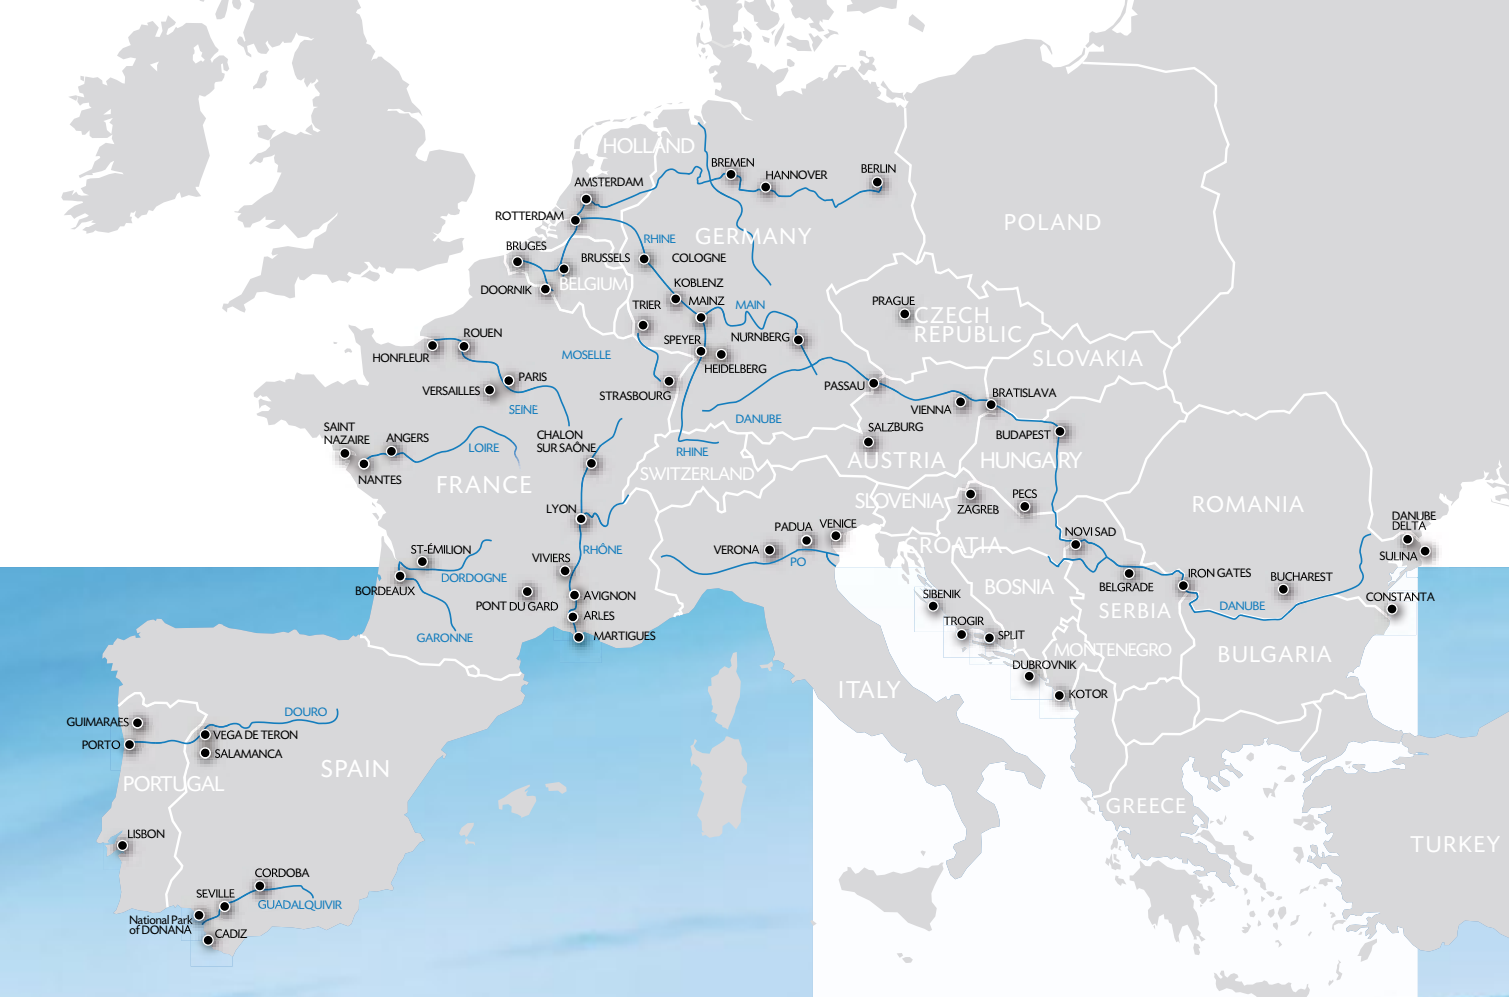 HOLLAND
BREMEN
HANNOVER
BERLIN
AMSTERDAM
ROTTERDAM
POLAND
RHINE
GERMANY
BRUGES
BRUSSELS
COLOGNE
DOORNIK
BELGIUM
KOBLENZ
TRIER
MAINZ
MAIN
PRAGUE
CZECH
REPUBLIC
ROUEN
HONFLEUR
SPEYER
NURNBERG
MOSELLE
HEIDELBERG
SLOVAKIA
PARIS
VERSAILLES
STRASBOURG
PASSAU
SEINE
DANUBE
VIENNA
BRATISLAVA
SAINT
NAZAIRE
ANGERS
LOIRE
CHALON
SUR SAÔNE
RHINE
SALZBURG
BUDAPEST
NANTES
FRANCE
SWITZERLAND
AUSTRIA
HUNGARY
SLOVENIA
ZAGREB
PECS
ROMANIA
LYON
PADUA
VENICE
NOVI SAD
DANUBE
DELTA
SULINA
ST-ÉMILION
RHÔNE
VIVIERS
VERONA
PO
CROATIA
BORDEAUX
DORDOGNE
PONT DU GARD
AVIGNON
ARLES
MARTIGUES
GARONNE
SIBENIK
BOSNIA
BELGRADE
IRON GATES
BUCHAREST
CONSTANTA
SERBIA
DANUBE
TROGIR
SPLIT
MONTENEGRO
BULGARIA
DUBROVNIK
KOTOR
ITALY
GUIMARAES
DOURO
PORTO
VEGA DE TERON
SALAMANCA
PORTUGAL
SPAIN
GREECE
TURKEY
LISBON
CORDOBA
SEVILLE
GUADALQUIVIR
National Park
of DONANA
CADIZ